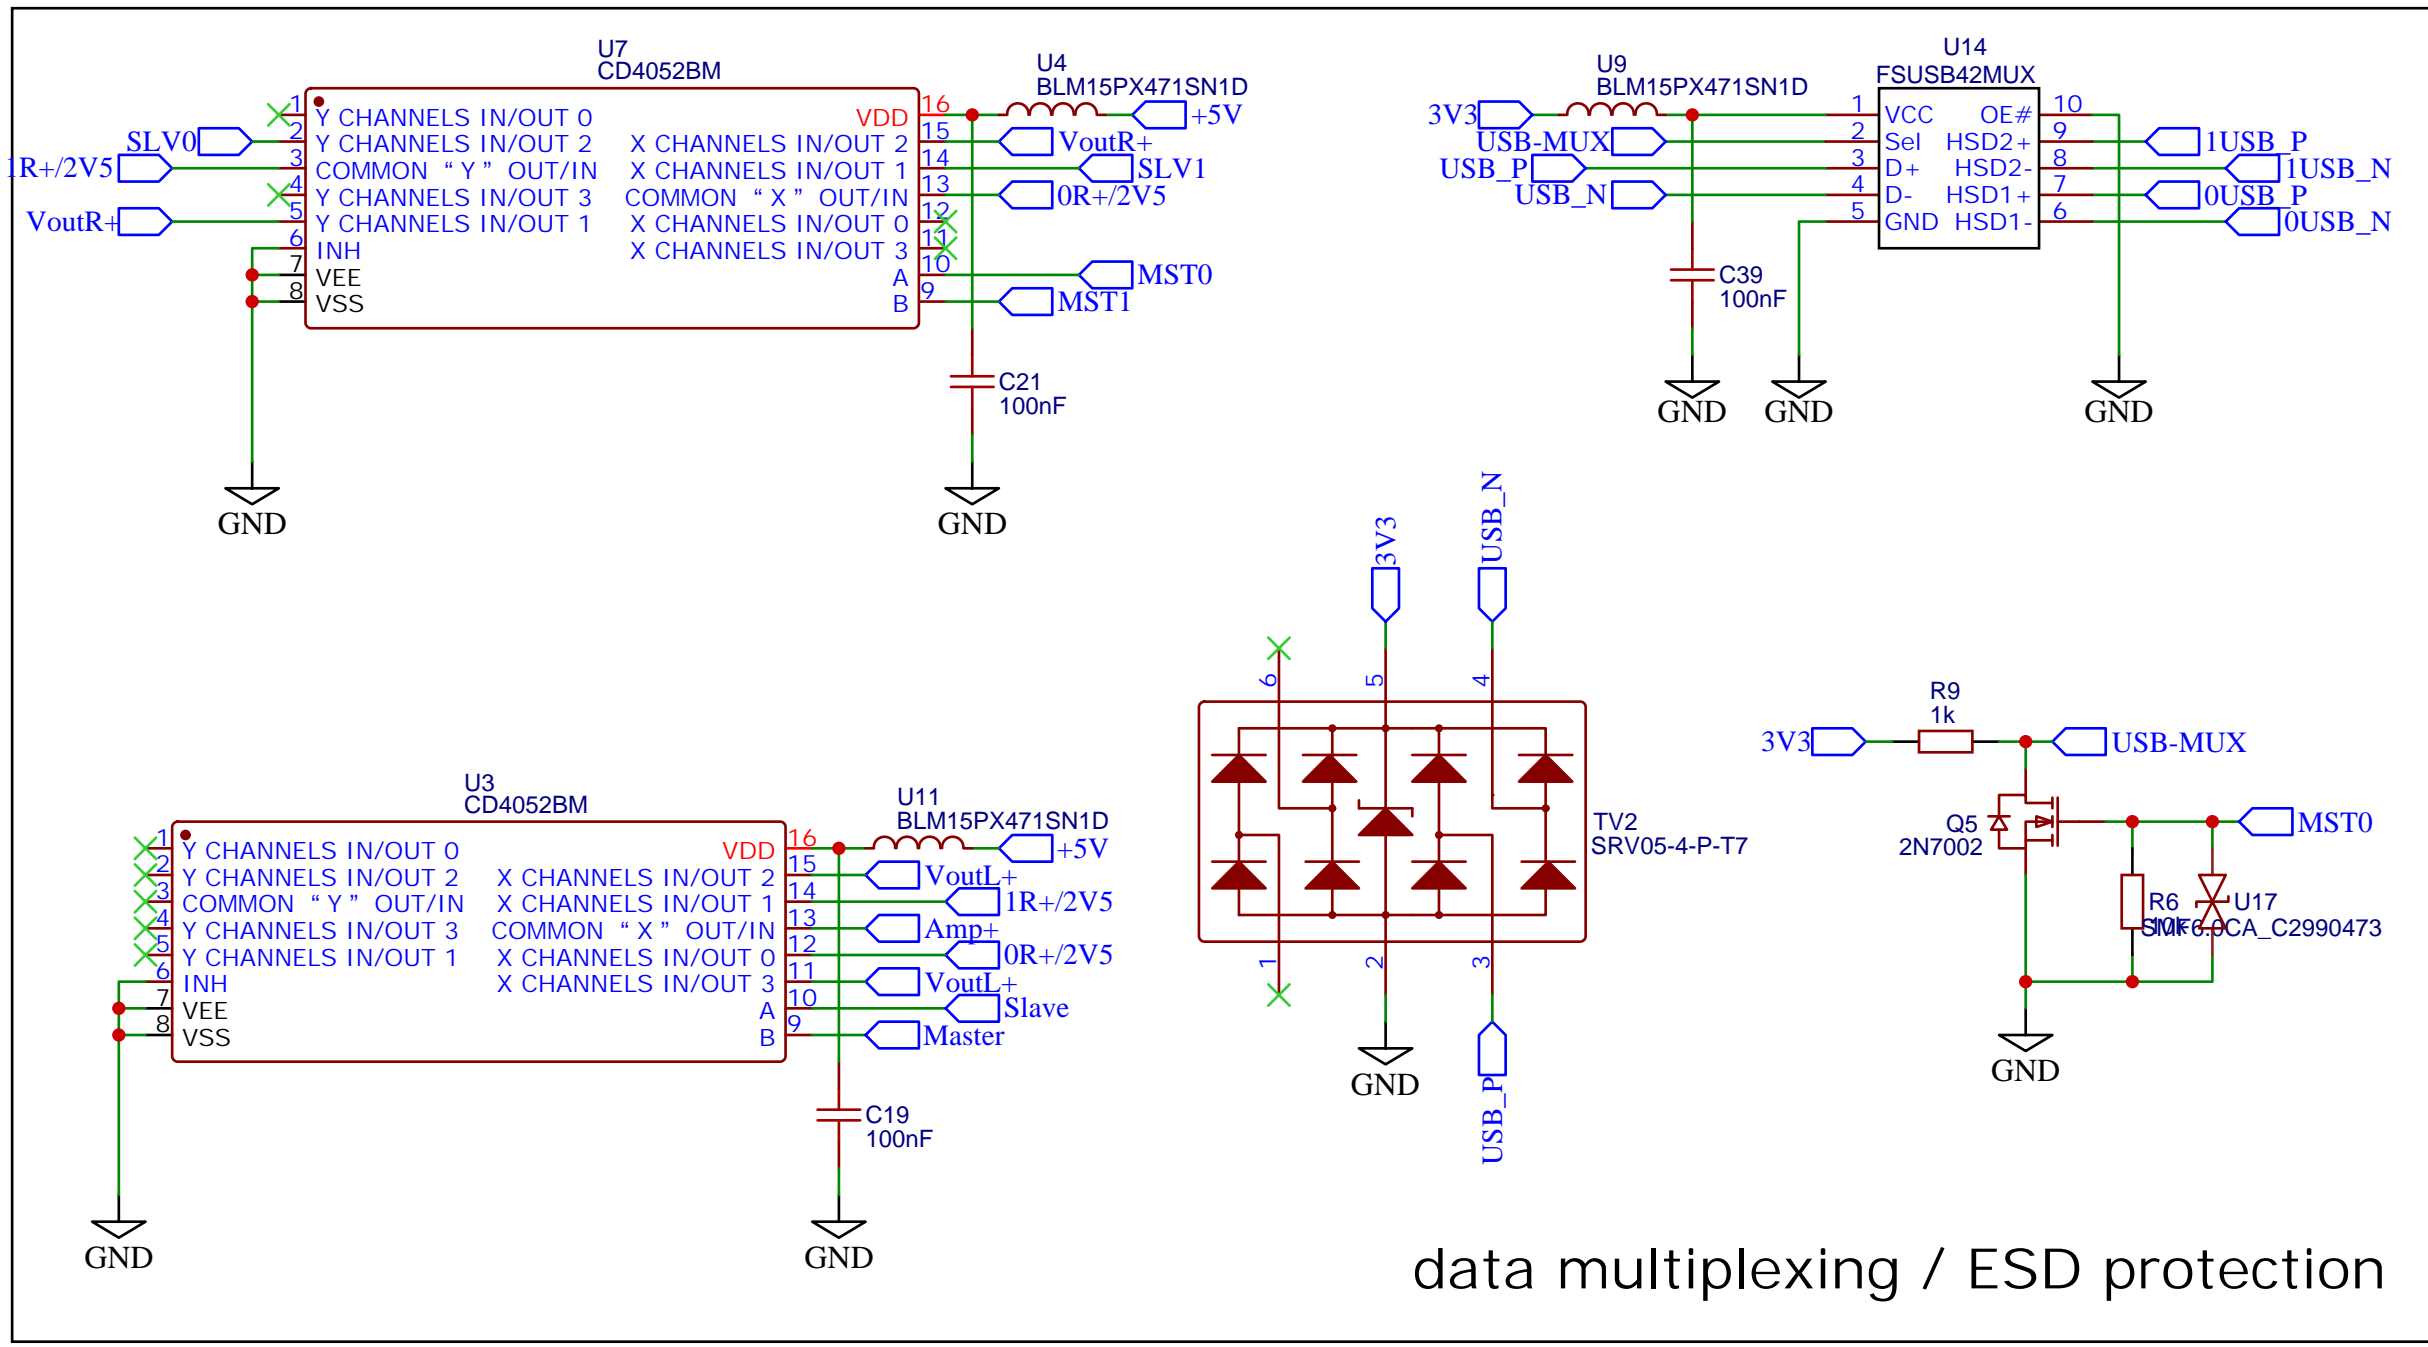 U7
CD4052BM
1 Y CHANNELS IN/OUT 0
2 Y CHANNELS IN/OUT 2
3 COMMON “Y” OUT/IN
4 Y CHANNELS IN/OUT 3
5 Y CHANNELS IN/OUT 1
6 INH
7 VEE
8 VSS
VDD 16
X CHANNELS IN/OUT 2 15
X CHANNELS IN/OUT 1 14
COMMON “X” OUT/IN 13
X CHANNELS IN/OUT 0 12
X CHANNELS IN/OUT 3 11
A 10
B 9
SLV0
1R+/2V5
VoutR+
GND
U4
BLM15PX471SN1D
+5V
VoutR+
SLV1
0R+/2V5
MST0
MST1
C21
100nF
GND
U9
BLM15PX471SN1D
3V3
USB-MUX
USB_P
USB_N
C39
100nF
GND
GND
U14
FSUSB42MUX
1 VCC
2 Sel
3 D+
4 D-
5 GND
OE# 10
HSD2+ 9
HSD2- 8
HSD1+ 7
HSD1- 6
1USB_P
1USB_N
0USB_P
0USB_N
GND
U3
CD4052BM
1 Y CHANNELS IN/OUT 0
2 Y CHANNELS IN/OUT 2
3 COMMON “Y” OUT/IN
4 Y CHANNELS IN/OUT 3
5 Y CHANNELS IN/OUT 1
6 INH
7 VEE
8 VSS
VDD 16
X CHANNELS IN/OUT 2 15
X CHANNELS IN/OUT 1 14
COMMON “X” OUT/IN 13
X CHANNELS IN/OUT 0 12
X CHANNELS IN/OUT 3 11
A 10
B 9
GND
U11
BLM15PX471SN1D
+5V
VoutL+
1R+/2V5
Amp+
0R+/2V5
VoutL+
Slave
Master
C19
100nF
GND
3V3
USB_N
6
5
4
TV2
SRV05-4-P-T7
1
2
3
GND
USB_P
R9
1k
3V3
USB-MUX
Q5
2N7002
MST0
R6
10k
U17
SMF6.0CA_C2990473
GND
data multiplexing / ESD protection